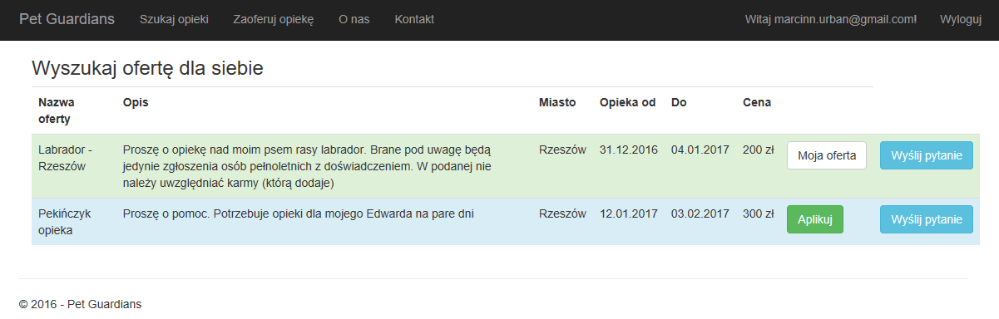 Pet Guardians Szukaj opieki Zaoferuj opiekę O nas Kontakt Witaj marcinn.urban@gmail.com! Wyloguj
Wyszukaj ofertę dla siebie
Nazwa oferty Opis Miasto Opieka od Do Cena
Labrador - Rzeszów Proszę o opiekę nad moim psem rasy labrador. Brane pod uwagę będą Rzeszów 31.12.2016 04.01.2017 200 zł Moja oferta Wyślij pytanie
jedynie zgłoszenia osób pełnoletnich z doświadczeniem. W podanej nie
należy uwzględniać karmy (którą dodaje)
Pekińczyk opieka Proszę o pomoc. Potrzebuje opieki dla mojego Edwarda na pare dni Rzeszów 12.01.2017 03.02.2017 300 zł Aplikuj Wyślij pytanie
© 2016 - Pet Guardians